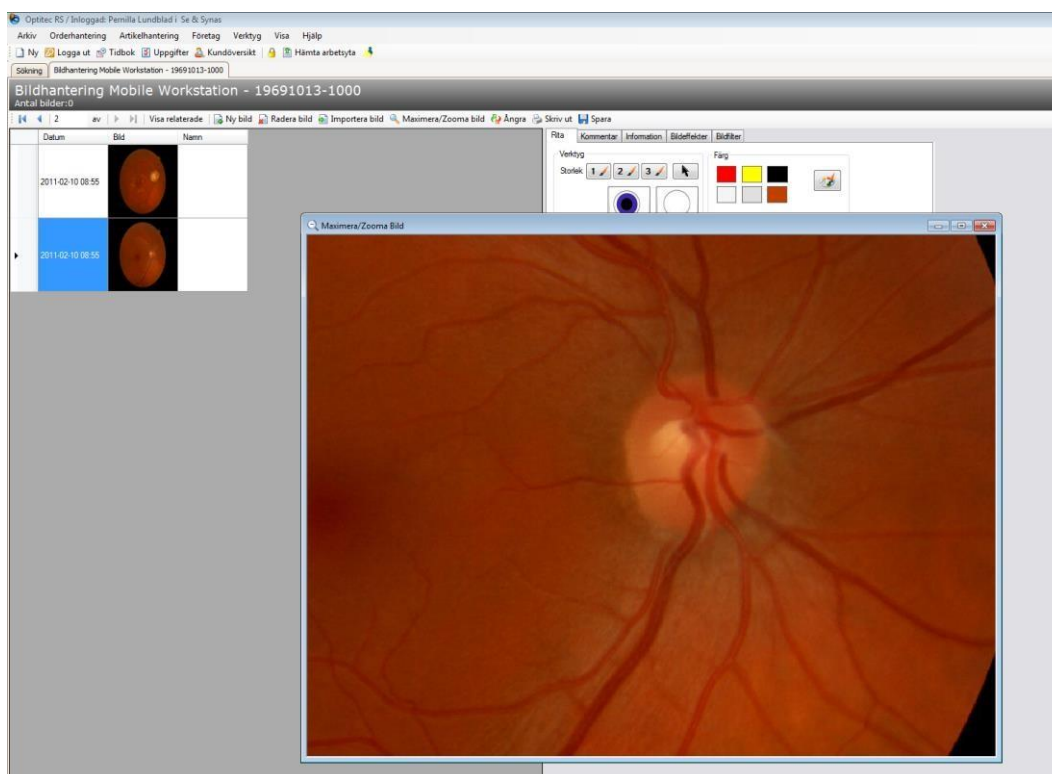 Optitec RS / Inloggad: Pernilla Lundblad i Se & Synas
Arkiv Orderhantering Artikelhantering Företag Verktyg Visa Hjälp
Ny Logga ut Tidbok Uppgifter Kundöversikt Hämta arbetsyta
Sökning Bildhantering Mobile Workstation - 19691013-1000
Bildhantering Mobile Workstation - 19691013-1000
Antal bilder:0
2 av Visa relaterade Ny bild Radera bild Importera bild Maximera/Zooma bild Ångra Skriv ut Spara
Datum Bild Namn
Rita Kommentar Information Bildeffekter Bildfilter
Verktyg Färg
Storlek 1 2 3
2011-02-10 08:55
Maximera/Zooma Bild
2011-02-10 08:55